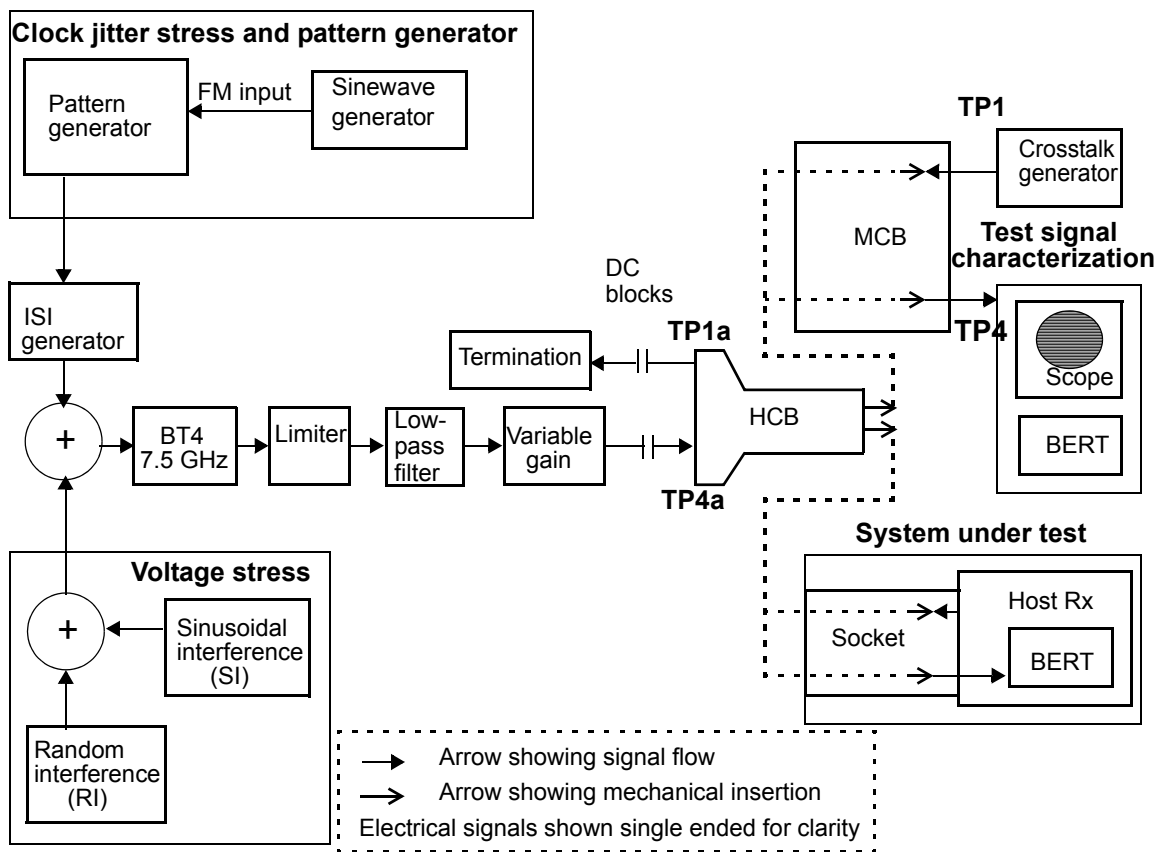 Clock jitter stress and pattern generator
Pattern
generator
FM input
Sinewave
generator
TP1
Crosstalk
generator
MCB
Test signal
characterization
DC
blocks
ISI
generator
TP1a
TP4
Termination
Scope
HCB
+
BT4
7.5 GHz
Limiter
Low-
pass
filter
Variable
gain
BERT
TP4a
System under test
Voltage stress
+
Sinusoidal
interference
(SI)
Host Rx
Socket
BERT
Random
interference
(RI)
Arrow showing signal flow
Arrow showing mechanical insertion
Electrical signals shown single ended for clarity